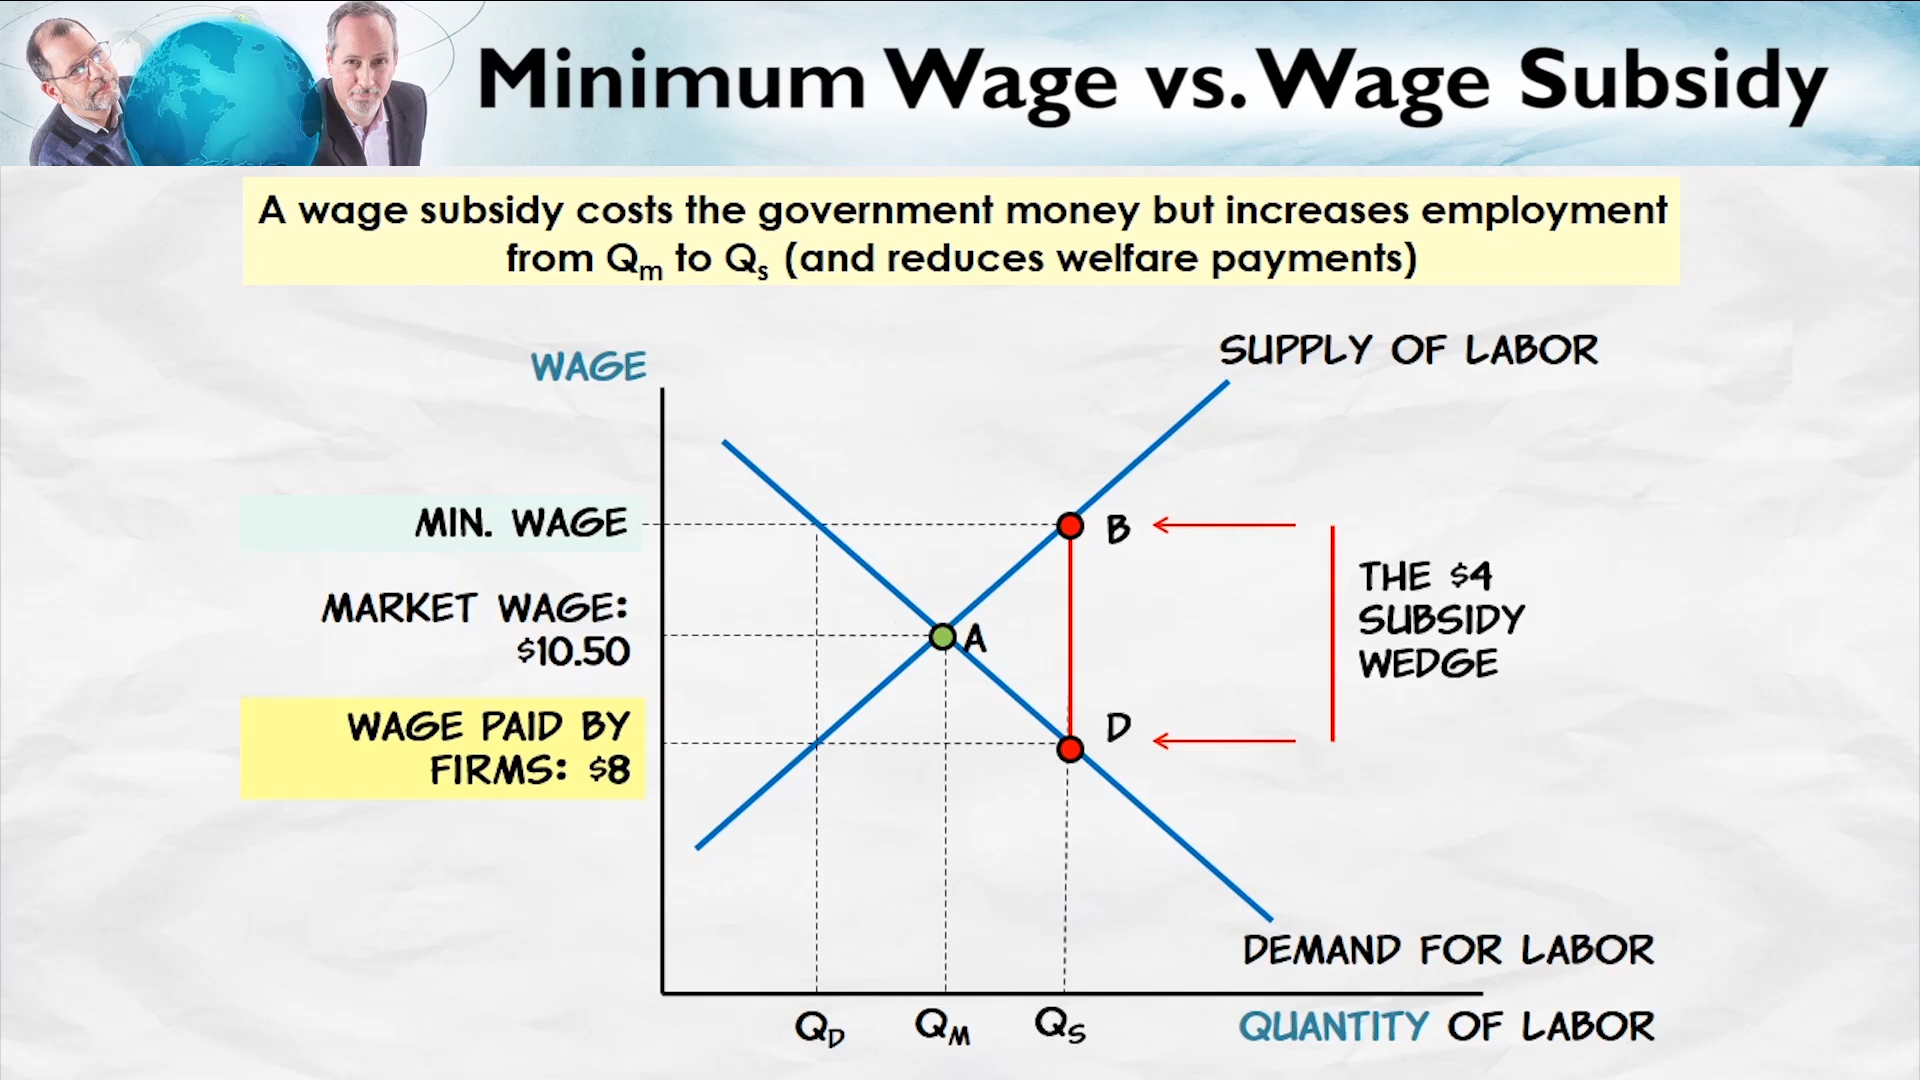 Minimum Wage vs. Wage Subsidy
A wage subsidy costs the government money but increases employment
from Qm to Qs (and reduces welfare payments)
SUPPLY OF LABOR
WAGE
MIN. WAGE
B
THE $4
SUBSIDY
WEDGE
MARKET WAGE:
$10.50
A
WAGE PAID BY
FIRMS: $8
D
DEMAND FOR LABOR
QD QM QS
QUANTITY OF LABOR